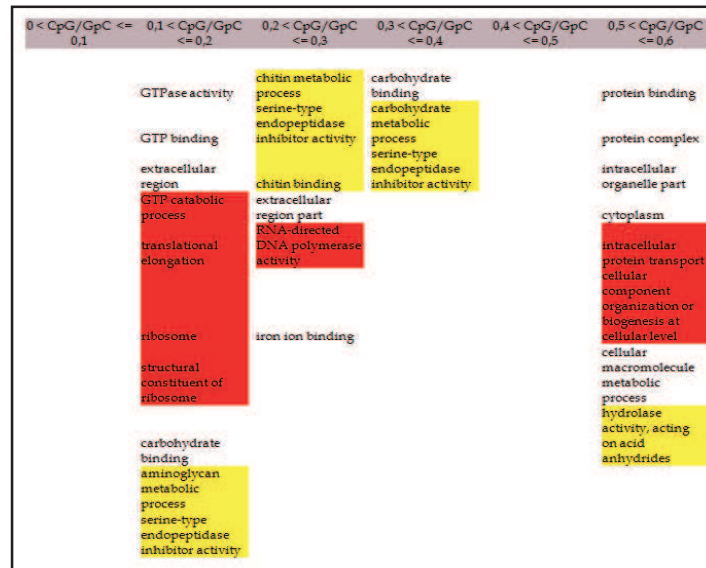 0 < CpG/GpC <= 0,1
0,1 < CpG/GpC <= 0,2
0,2 < CpG/GpC <= 0,3
0,3 < CpG/GpC <= 0,4
0,4 < CpG/GpC <= 0,5
0,5 < CpG/GpC <= 0,6
GTPase activity
GTP binding
extracellular
region
GTP catabolic
process
translational
elongation
ribosome
structural
constituent of
ribosome
carbohydrate
binding
aminoglycan
metabolic
process
serine-type
endopeptidase
inhibitor activity
chitin metabolic
process
serine-type
endopeptidase
inhibitor activity
chitin binding
extracellular
region part
RNA-directed
DNA polymerase
activity
iron ion binding
carbohydrate
binding
carbohydrate
metabolic
process
serine-type
endopeptidase
inhibitor activity
protein binding
protein complex
intracellular
organelle part
cytoplasm
intracellular
protein transport
cellular
component
organization or
biogenesis at
cellular level
cellular
macromolecule
metabolic
process
hydrolase
activity, acting
on acid
anhydrides